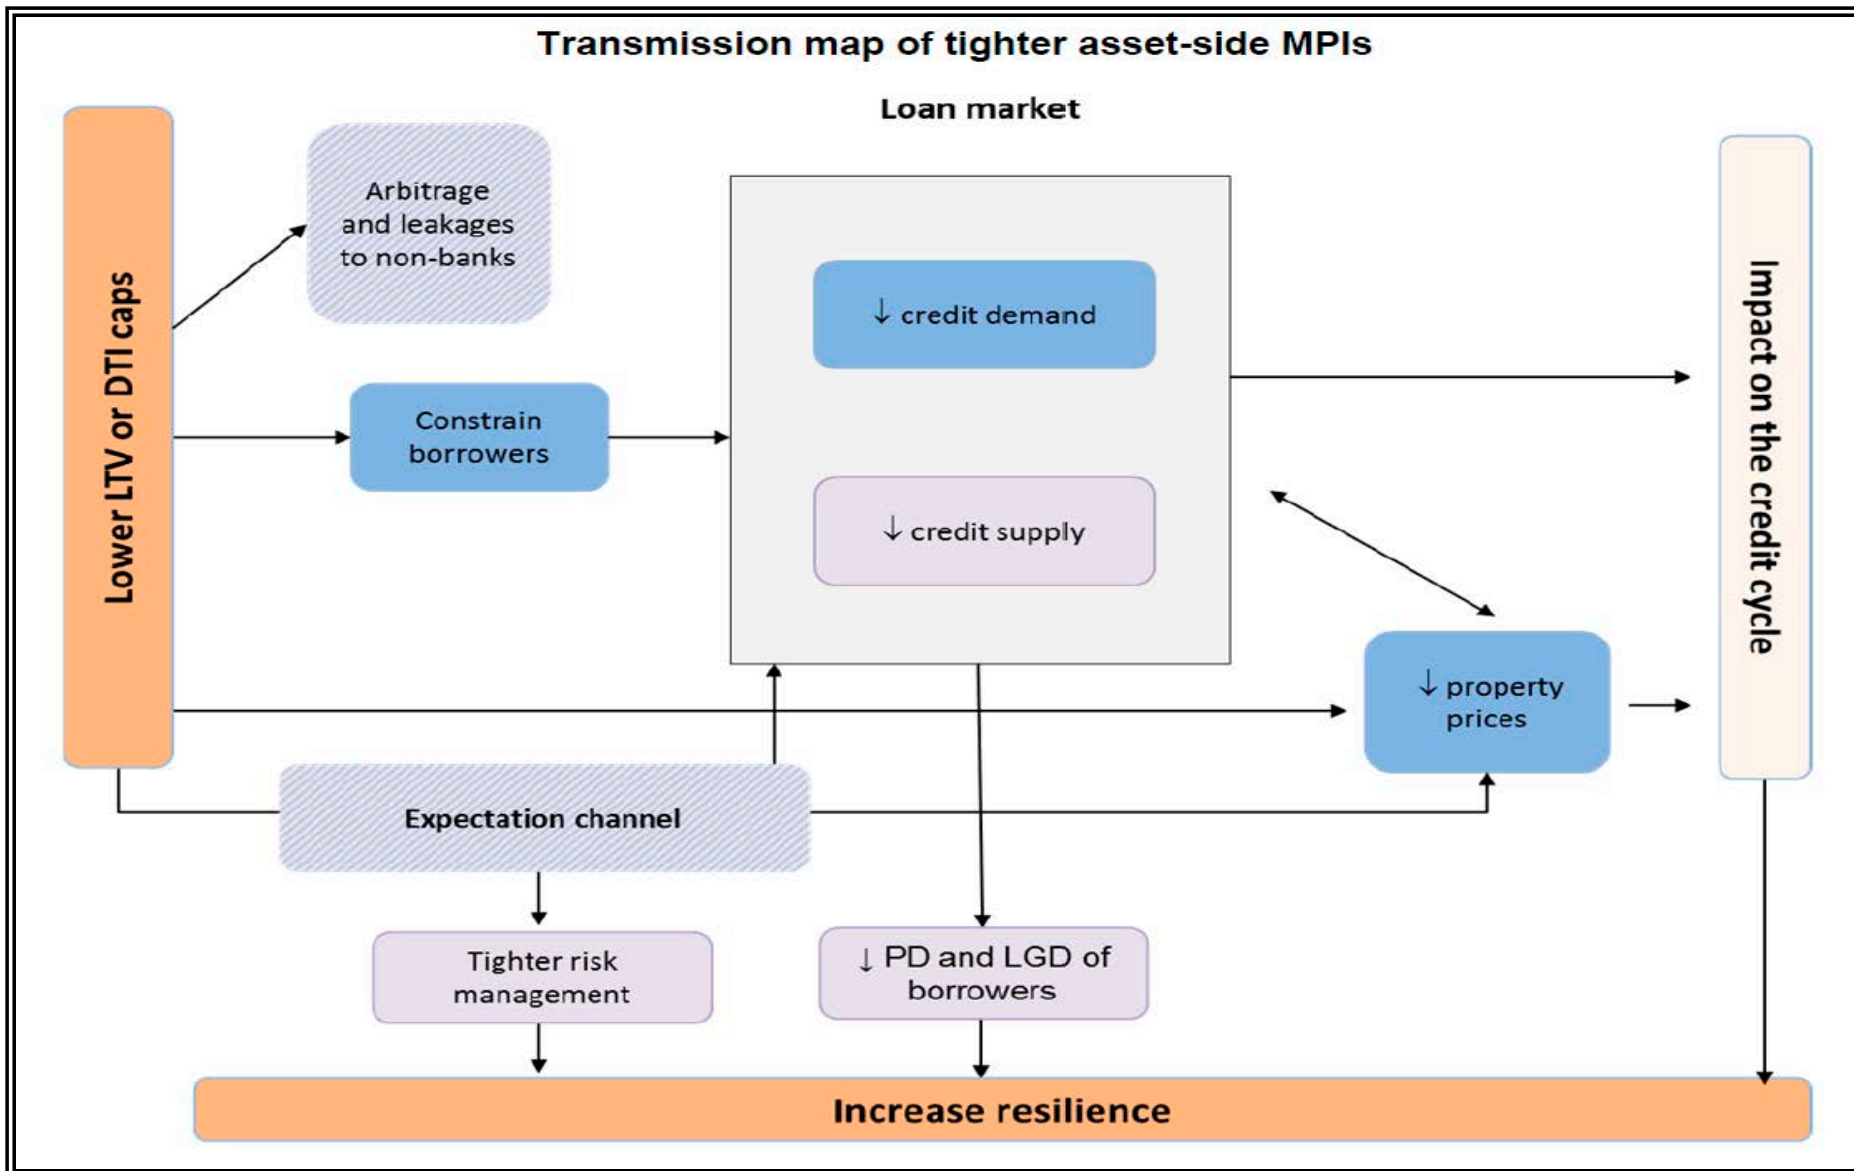 Transmission map of tighter asset-side MPIs
Loan market
Lower LTV or DTI caps
Arbitrage
and leakages
to non-banks
Constrain
borrowers
↓ credit demand
↓ credit supply
Impact on the credit cycle
↓ property
prices
Expectation channel
Tighter risk
management
↓ PD and LGD of
borrowers
Increase resilience